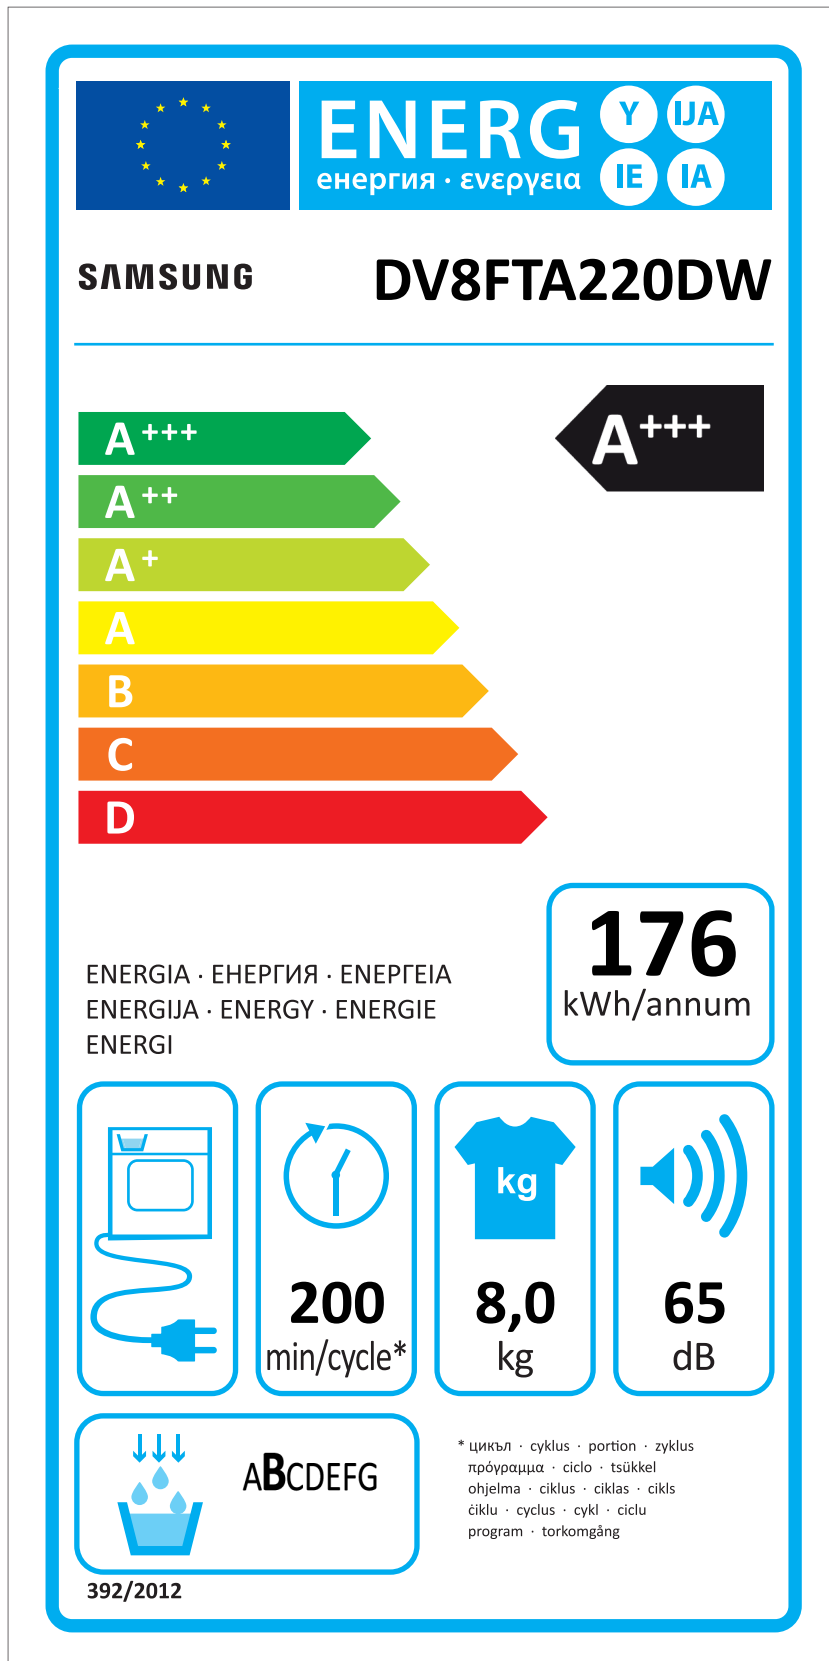 ENERG Y IJA
енергия · ενεργεια IE IA
SAMSUNG DV8FTA220DW
A+++ A+++
A++
A+
A
B
C
D
176
kWh/annum
ENERGIA · ЕНЕРГИЯ · ΕΝΕΡΓΕΙΑ
ENERGIJA · ENERGY · ENERGIE
ENERGI
kg
200 8,0 65
min/cycle* kg dB
ABCDEFG
* цикъл · cyklus · portion · zyklus
πρόγραμμα · ciclo · tsükkel
ohjelma · ciklus · ciklas · cikls
ċiklu · cyclus · cykl · ciclu
program · torkomgång
392/2012